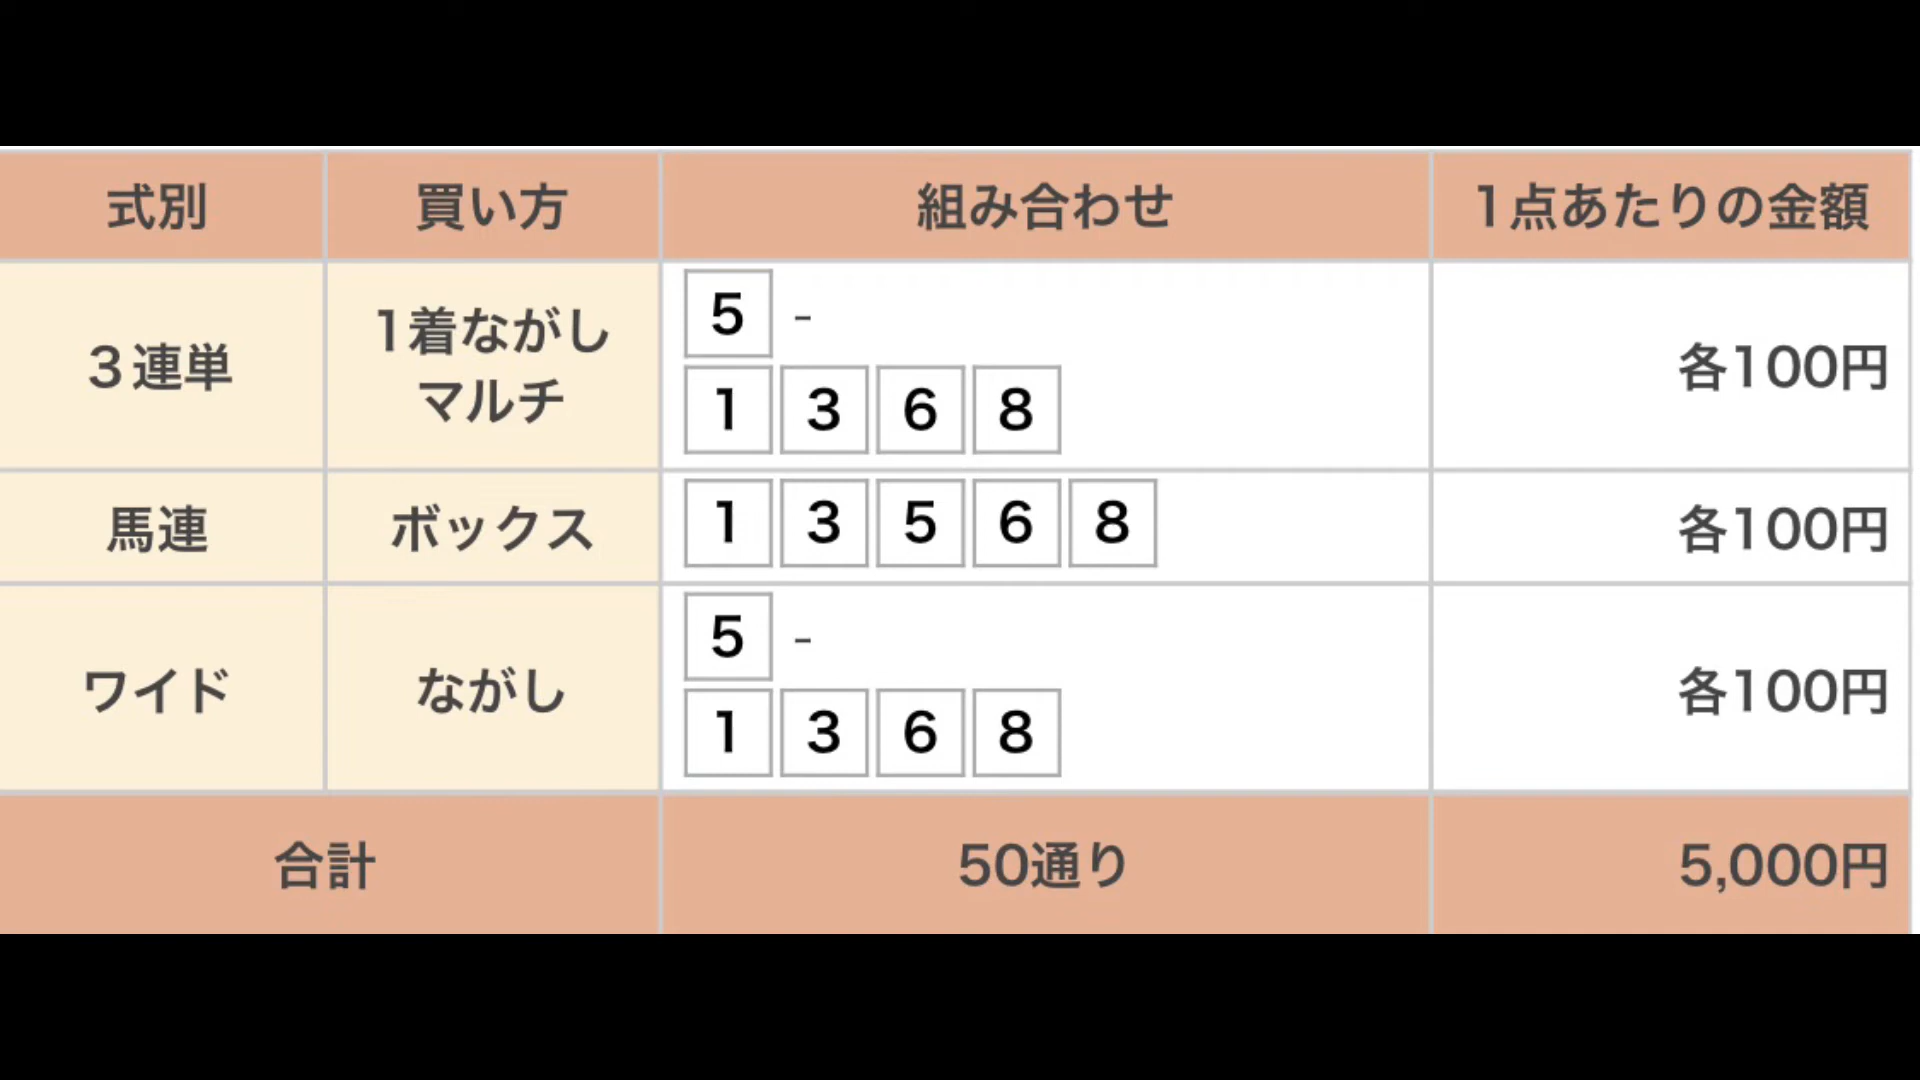 式別 買い方 組み合わせ 1点あたりの金額
３連単 1着ながし マルチ 5 - 各100円
1 3 6 8
馬連 ボックス 1 3 5 6 8 各100円
ワイド ながし 5 - 各100円
1 3 6 8
合計 50通り 5,000円